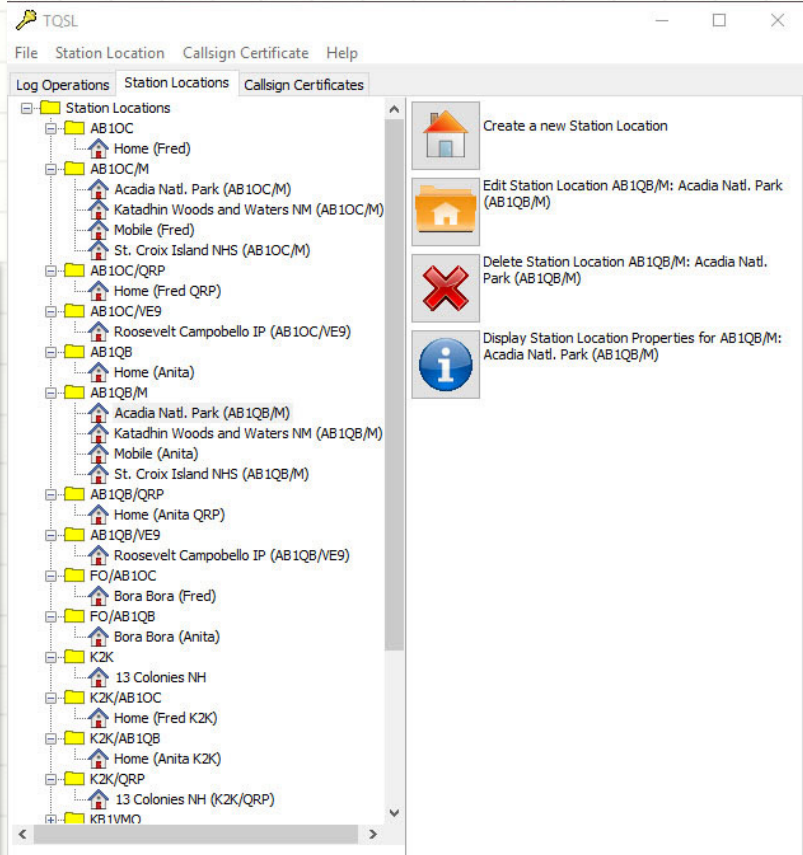 TQSL
File Station Location Callsign Certificate Help
Log Operations Station Locations Callsign Certificates
Station Locations
AB1OC
Home (Fred)
AB1OC/M
Acadia Natl. Park (AB1OC/M)
Katadhin Woods and Waters NM (AB1OC/M)
Mobile (Fred)
St. Croix Island NHS (AB1OC/M)
AB1OC/QRP
Home (Fred QRP)
AB1OC/VE9
Roosevelt Campobello IP (AB1OC/VE9)
AB1QB
Home (Anita)
AB1QB/M
Acadia Natl. Park (AB1QB/M)
Katadhin Woods and Waters NM (AB1QB/M)
Mobile (Anita)
St. Croix Island NHS (AB1QB/M)
AB1QB/QRP
Home (Anita QRP)
AB1QB/VE9
Roosevelt Campobello IP (AB1QB/VE9)
FO/AB1OC
Bora Bora (Fred)
FO/AB1QB
Bora Bora (Anita)
K2K
13 Colonies NH
K2K/AB1OC
Home (Fred K2K)
K2K/AB1QB
Home (Anita K2K)
K2K/QRP
13 Colonies NH (K2K/QRP)
KB1VMO
Create a new Station Location
Edit Station Location AB1QB/M: Acadia Natl. Park
(AB1QB/M)
Delete Station Location AB1QB/M: Acadia Natl.
Park (AB1QB/M)
Display Station Location Properties for AB1QB/M:
Acadia Natl. Park (AB1QB/M)